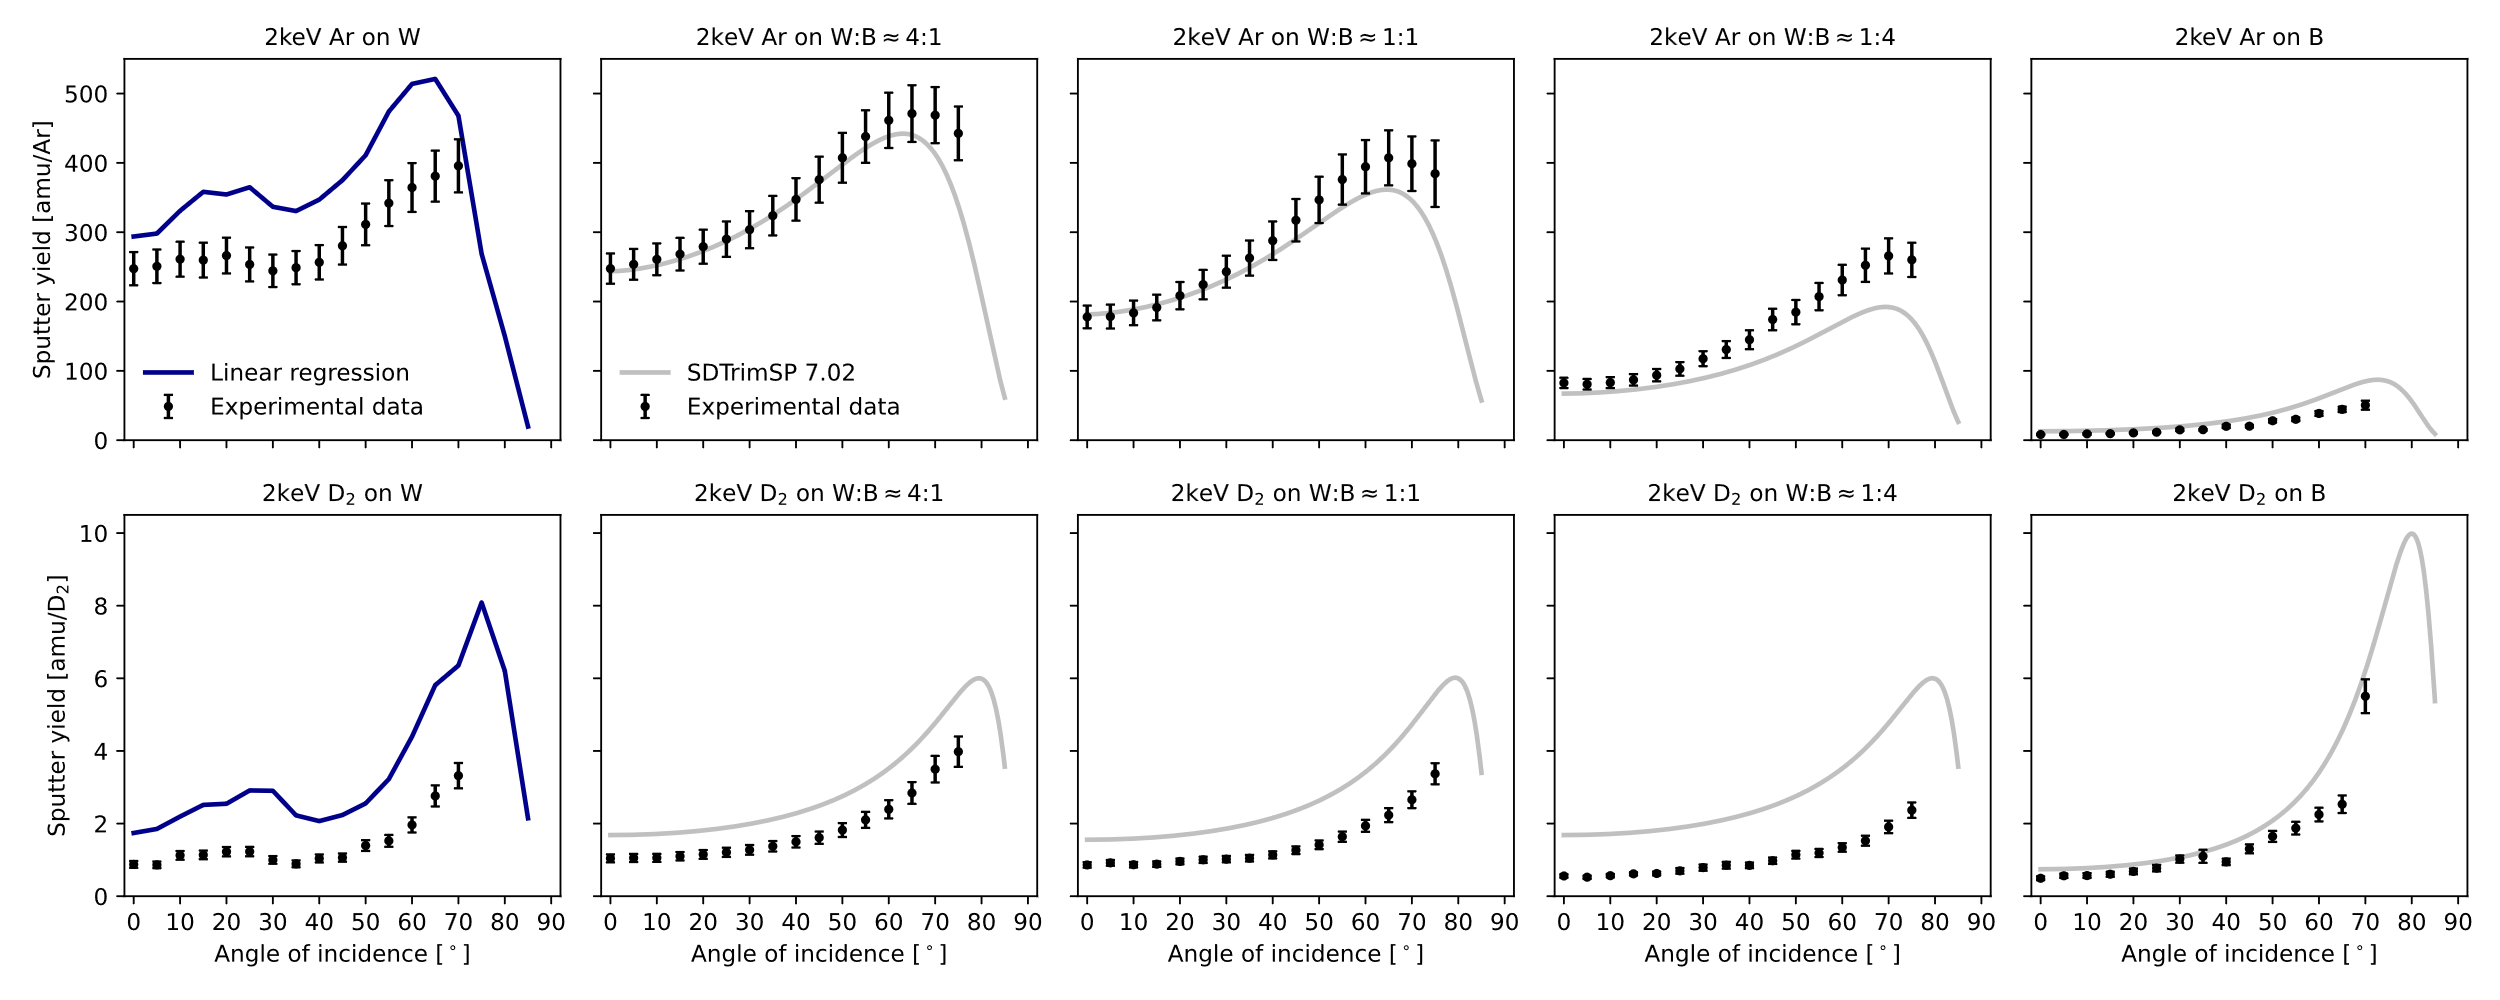 2keV Ar on W
2keV Ar on W:B ≈ 4:1
2keV Ar on W:B ≈ 1:1
2keV Ar on W:B ≈ 1:4
2keV Ar on B
Sputter yield [amu/Ar]
500
400
300
200
100
0
Linear regression
Experimental data
SDTrimSP 7.02
Experimental data
2keV D₂ on W
2keV D₂ on W:B ≈ 4:1
2keV D₂ on W:B ≈ 1:1
2keV D₂ on W:B ≈ 1:4
2keV D₂ on B
Sputter yield [amu/D₂]
10
8
6
4
2
0
0 10 20 30 40 50 60 70 80 90
0 10 20 30 40 50 60 70 80 90
0 10 20 30 40 50 60 70 80 90
0 10 20 30 40 50 60 70 80 90
0 10 20 30 40 50 60 70 80 90
Angle of incidence [°]
Angle of incidence [°]
Angle of incidence [°]
Angle of incidence [°]
Angle of incidence [°]